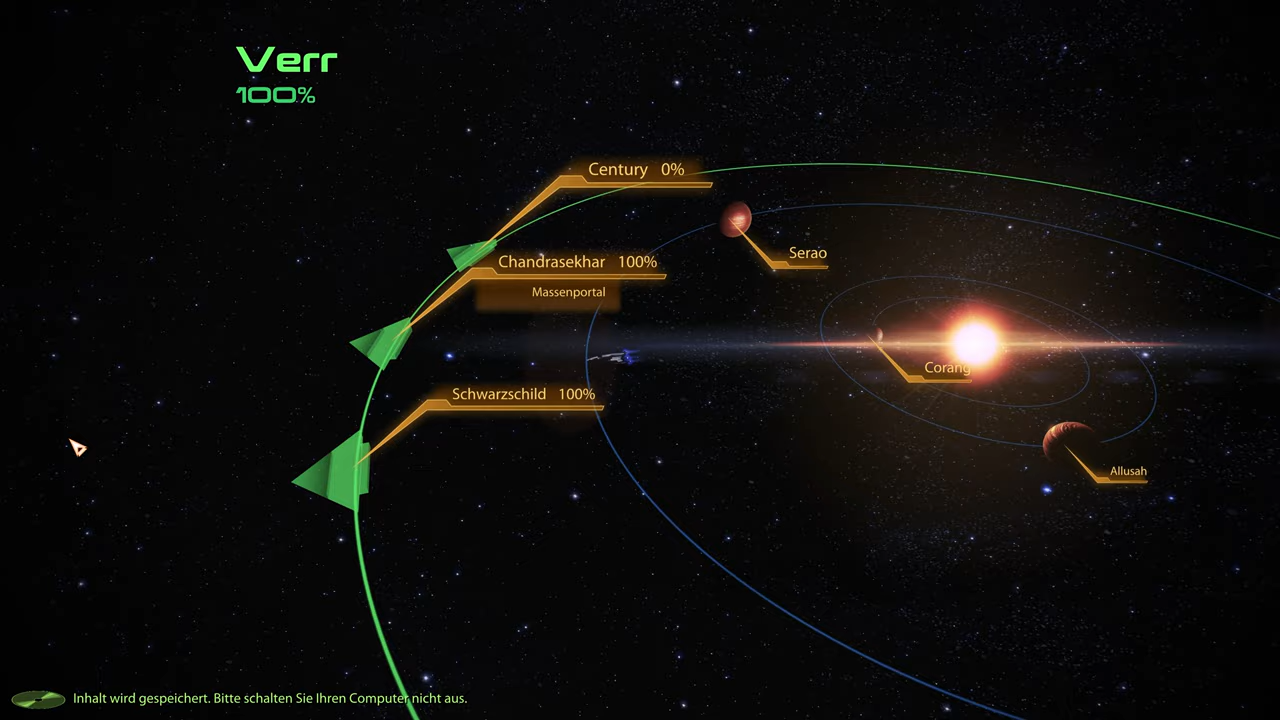 Verr
100%
Century 0%
Serao
Chandrasekhar 100%
Massenportal
Corang
Schwarzschild 100%
Allusah
Inhalt wird gespeichert. Bitte schalten Sie Ihren Computer nicht aus.